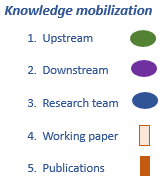 Knowledge mobilization
1. Upstream
2. Downstream
3. Research team
4. Working paper
5. Publications